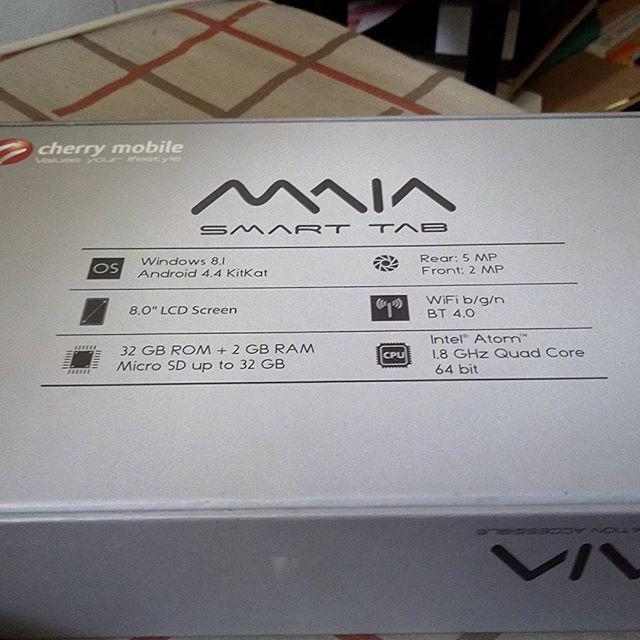 cherry mobile
Values your lifestyle
MAIA
SMART TAB
OS
Windows 8.1
Android 4.4 KitKat
Rear: 5 MP
Front: 2 MP
8.0" LCD Screen
WiFi b/g/n
BT 4.0
32 GB ROM + 2 GB RAM
Micro SD up to 32 GB
CPU
Intel® Atom™
1.8 GHz Quad Core
64 bit
ACCESSIBLE